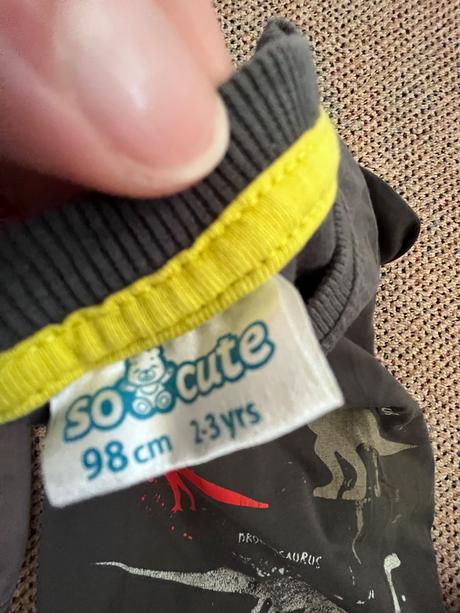 so cute
98 cm 2-3 yrs